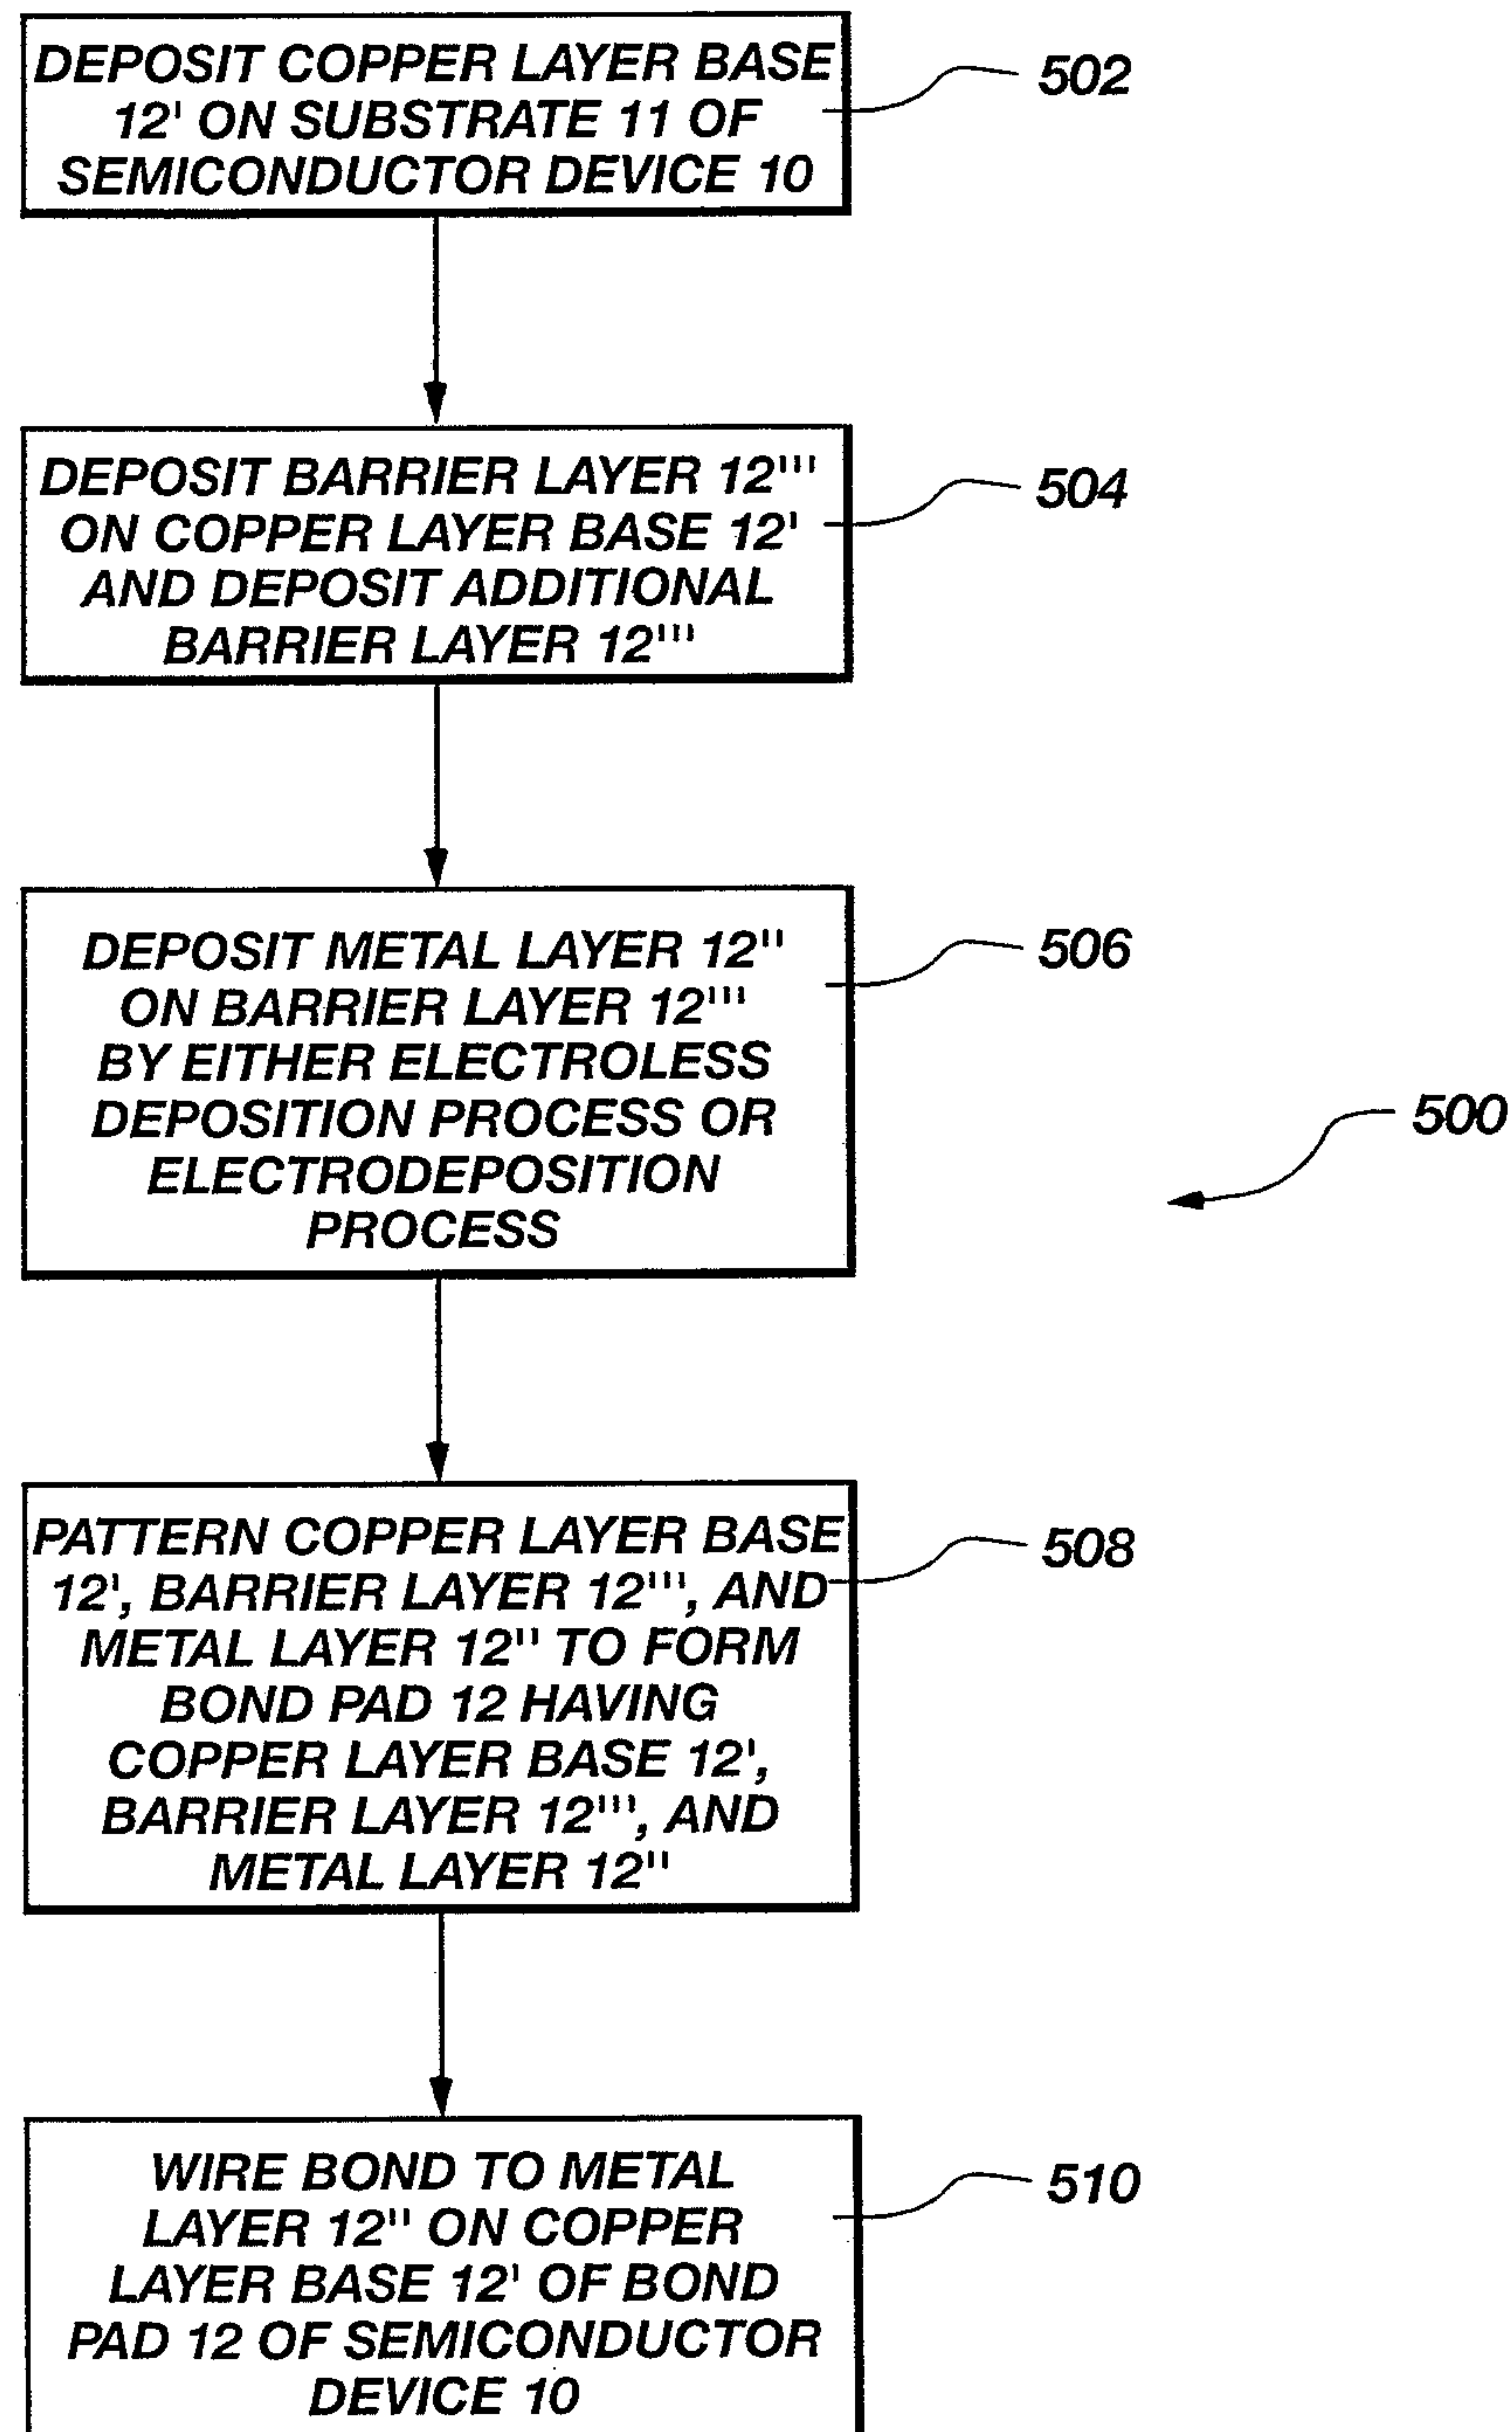 DEPOSIT COPPER LAYER BASE
12' ON SUBSTRATE 11 OF
SEMICONDUCTOR DEVICE 10
502
DEPOSIT BARRIER LAYER 12'''
ON COPPER LAYER BASE 12'
AND DEPOSIT ADDITIONAL
BARRIER LAYER 12'''
504
DEPOSIT METAL LAYER 12''
ON BARRIER LAYER 12'''
BY EITHER ELECTROLESS
DEPOSITION PROCESS OR
ELECTRODEPOSITION
PROCESS
506
500
PATTERN COPPER LAYER BASE
12', BARRIER LAYER 12''', AND
METAL LAYER 12'' TO FORM
BOND PAD 12 HAVING
COPPER LAYER BASE 12',
BARRIER LAYER 12''', AND
METAL LAYER 12''
508
WIRE BOND TO METAL
LAYER 12'' ON COPPER
LAYER BASE 12' OF BOND
PAD 12 OF SEMICONDUCTOR
DEVICE 10
510